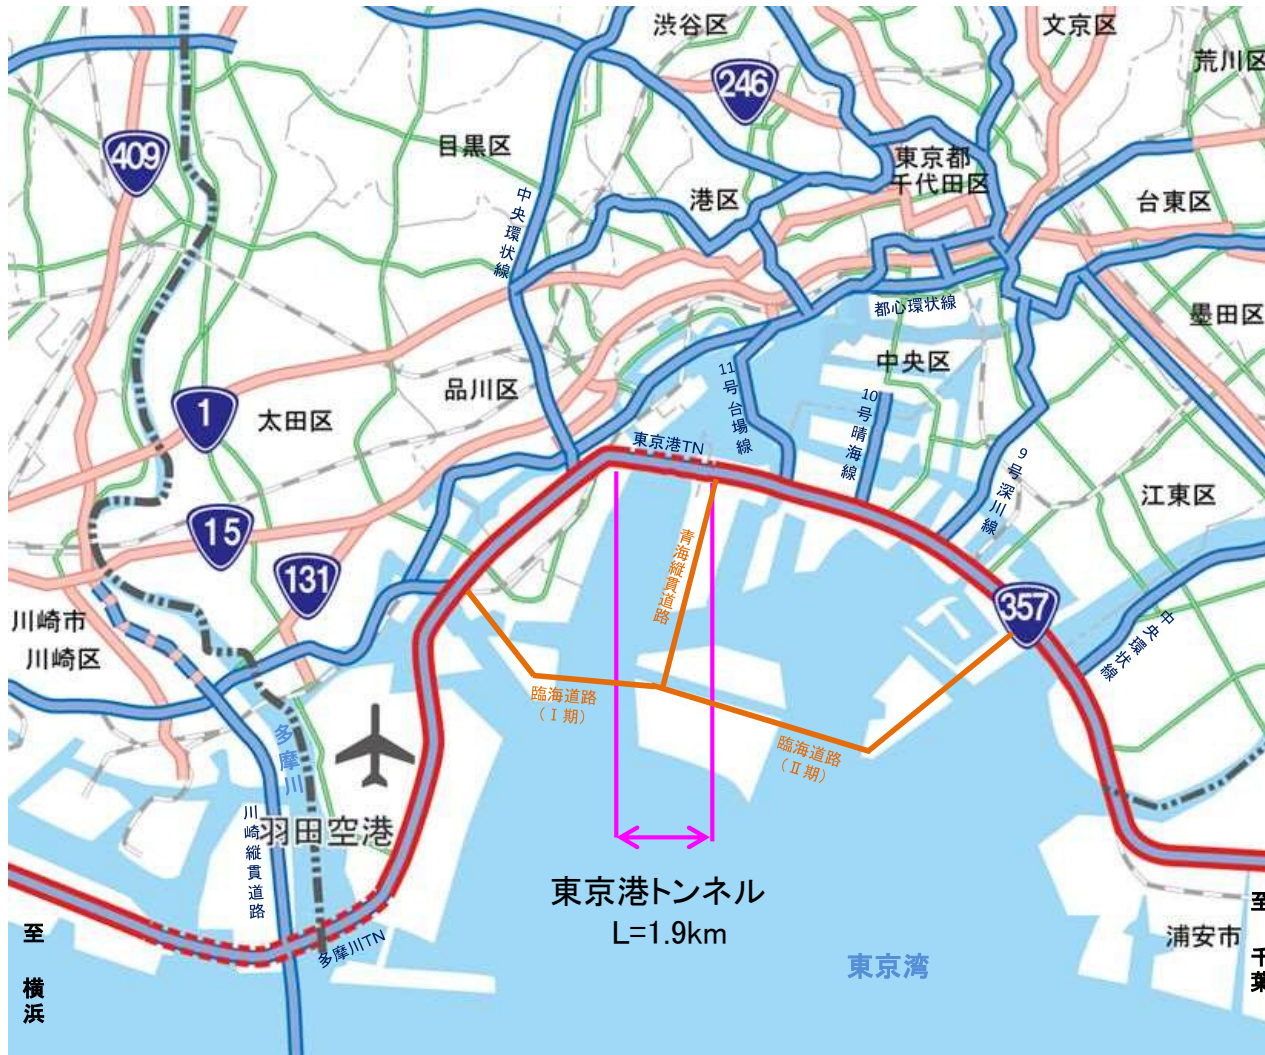 渋谷区
文京区
荒川区
246
409
目黒区
東京都
千代田区
港区
台東区
中央環状線
都心環状線
墨田区
中央区
11号台場線
品川区
10号晴海線
1
太田区
東京港TN
9号深川線
江東区
15
青海縦貫道路
131
357
川崎市
川崎区
中央環状線
臨海道路
(Ⅰ期)
臨海道路
(Ⅱ期)
多摩川
川崎縦貫道路
羽田空港
東京港トンネル
L=1.9km
至 横浜
多摩川TN
東京湾
浦安市
至 千葉